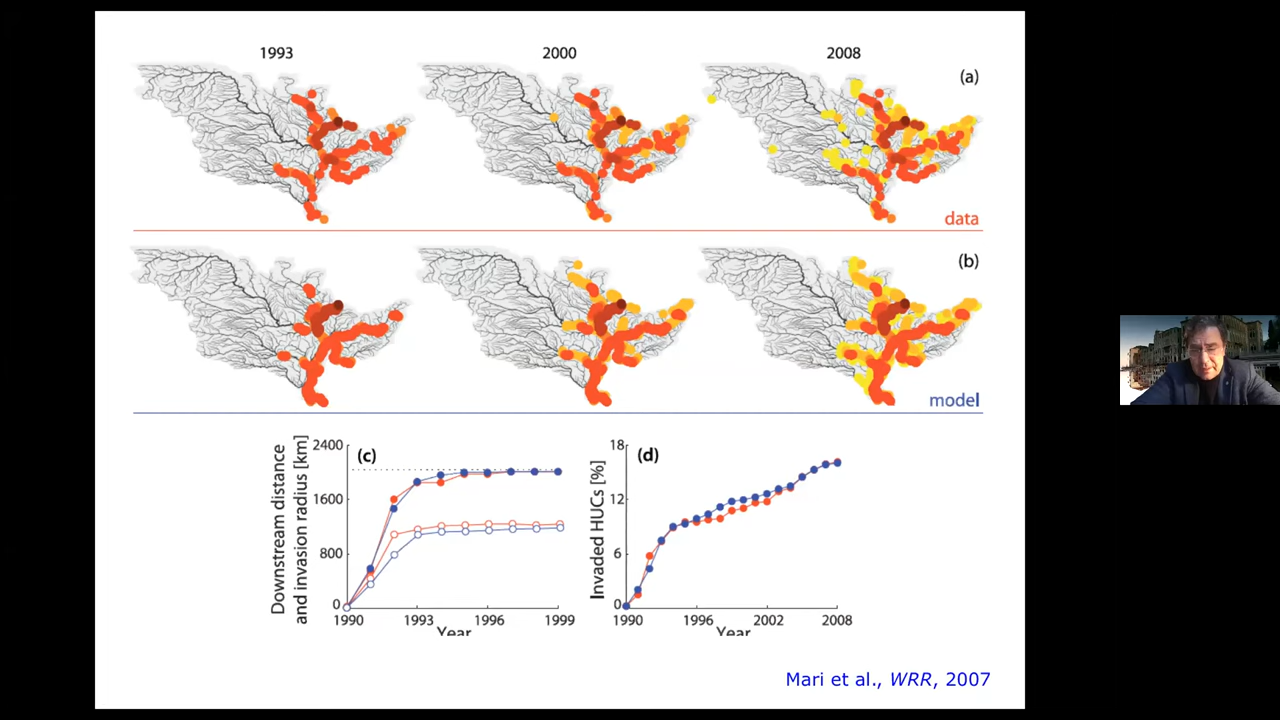 1993 2000 2008
(a)
data
(b)
model
2400 (c)
1600
800
0
1990 1993 1996 1999
Year
Downstream distance
and invasion radius [km]
18 (d)
12
6
0
1990 1996 2002 2008
Year
Invaded HUCs [%]
Mari et al., WRR, 2007